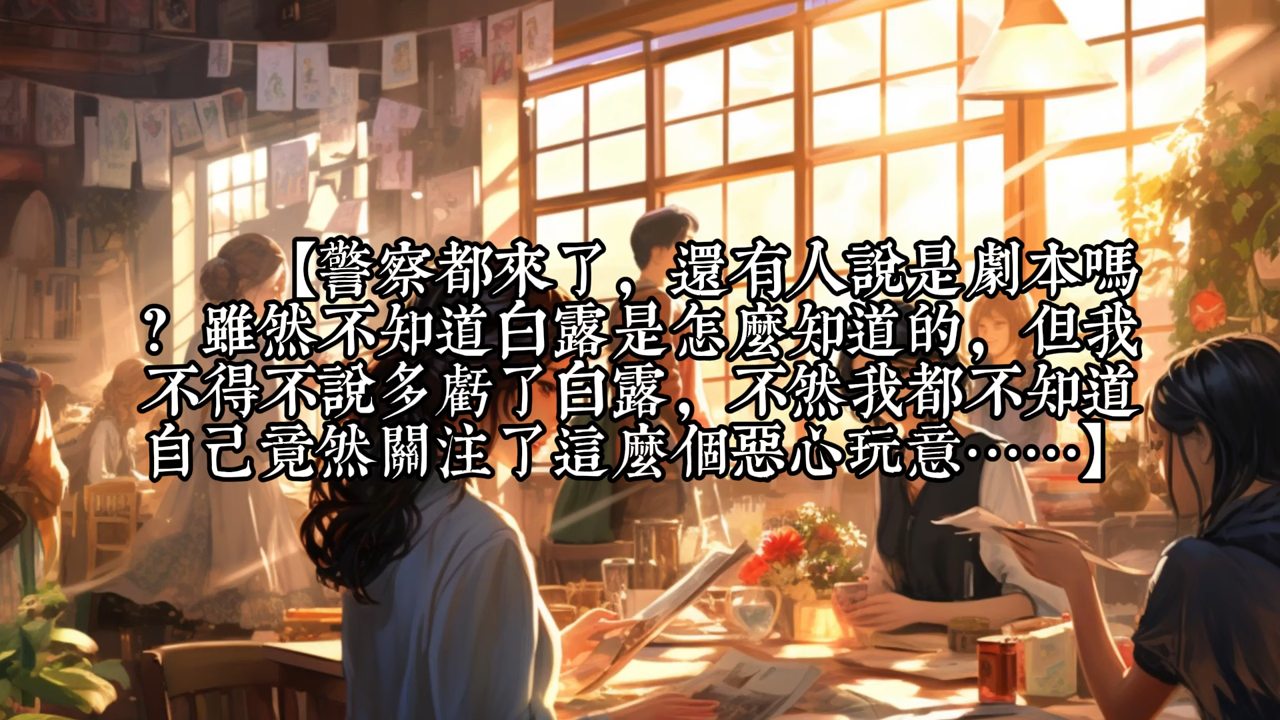 【警察都來了，還有人說是劇本嗎
？雖然不知道白露是怎麼知道的，但我
不得不說多虧了白露，不然我都不知道
自己竟然關注了這麼個惡心玩意……】